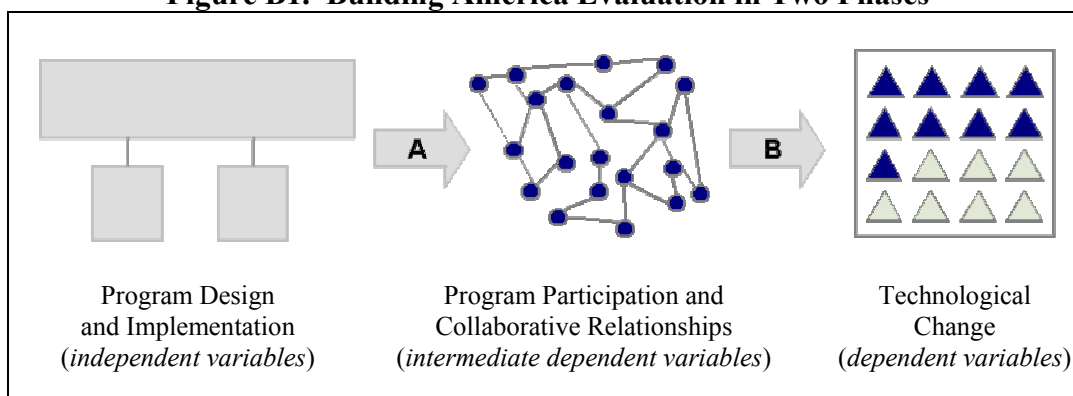 Figure B1. Building America Evaluation in Two Phases
A
B
Program Design
and Implementation
(independent variables)
Program Participation and
Collaborative Relationships
(intermediate dependent variables)
Technological
Change
(dependent variables)